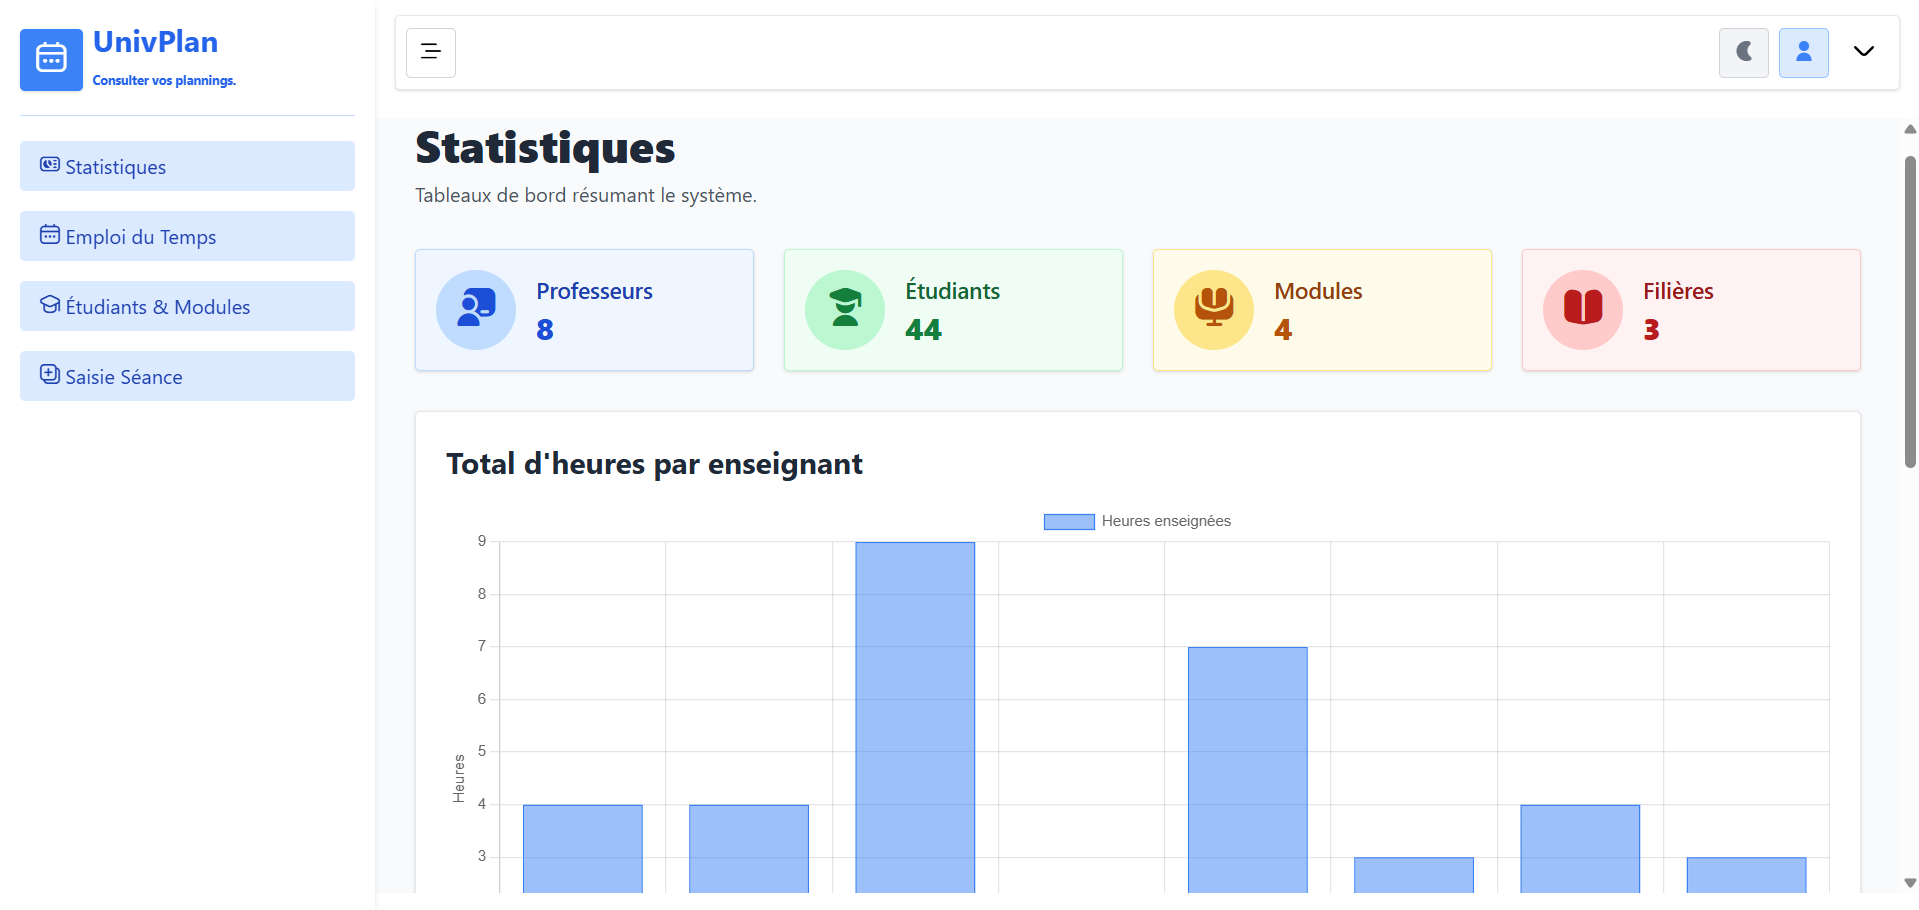 UnivPlan
Consulter vos plannings.
Statistiques
Emploi du Temps
Étudiants & Modules
Saisie Séance
Statistiques
Tableaux de bord résumant le système.
Professeurs
8
Étudiants
44
Modules
4
Filières
3
Total d'heures par enseignant
Heures enseignées
9
8
7
6
5
4
3
Heures